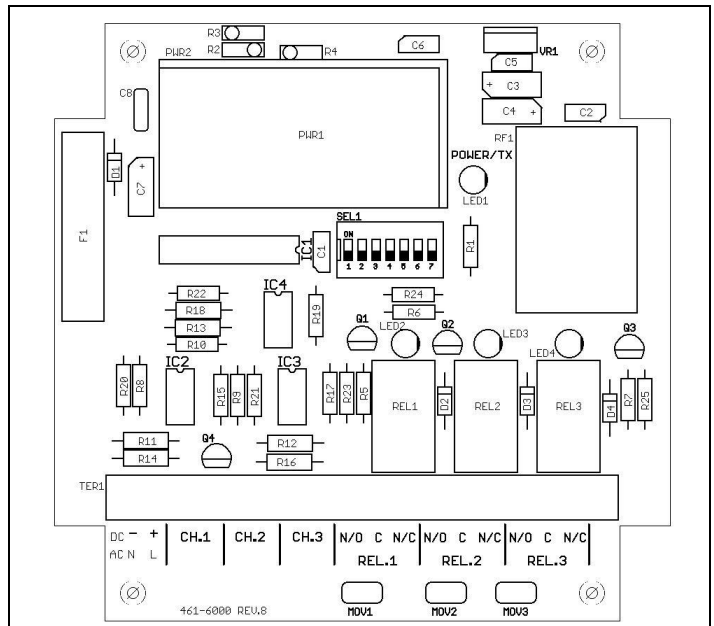 R3
R2
PWR2
R4
C6
VR1
C5
+ C3
C4 +
C2
C8
PWR1
RF1
POWER/TX
LED1
D1
+
C7
F1
SEL1
ON
1 2 3 4 5 6 7
IC1
C1
R1
R22
R18
R13
R10
IC4
R19
R24
R6
Q1
LED2
Q2
LED3
LED4
Q3
IC2
IC3
R20
R8
R15
R9
R21
R17
R23
R5
REL1
D2
REL2
D3
REL3
D4
R7
R25
R11
R14
Q4
R12
R16
TER1
DC - + CH.1 CH.2 CH.3 N/O C N/C N/O C N/C N/O C N/C
AC N L REL.1 REL.2 REL.3
461-6000 REV.8
MOV1 MOV2 MOV3